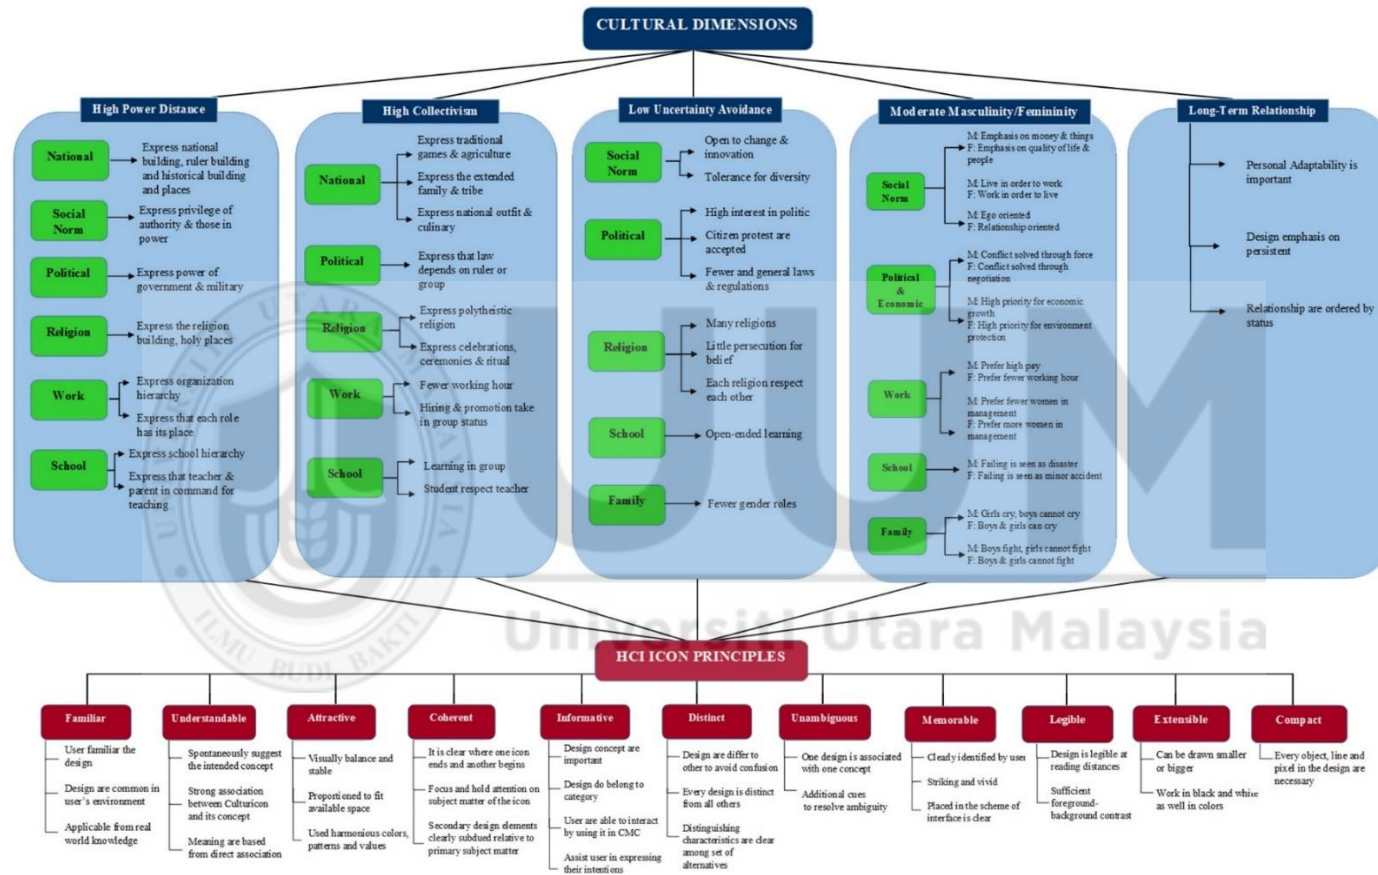 CULTURAL DIMENSIONS
High Power Distance
National
Express national
building, ruler building
and historical building
and places
Social
Norm
Express privilege of
authority & those in
power
Political
Express power of
government & military
Religion
Express the religion
building, holy places
Work
Express organization
hierarchy
Express that each role
has its place
School
Express school hierarchy
Express that teacher &
parent in command for
teaching
High Collectivism
National
Express traditional
games & agriculture
Express the extended
family & tribe
Express national outfit &
culinary
Political
Express that law
depends on ruler or
group
Religion
Express polytheistic
religion
Express celebrations,
ceremonies & ritual
Work
Fewer working hour
Hiring & promotion take
in group status
School
Learning in group
Student respect teacher
Low Uncertainty Avoidance
Social
Norm
Open to change &
innovation
Tolerance for diversity
Political
High interest in politic
Citizen protest are
accepted
Fewer and general laws
& regulations
Religion
Many religions
Little persecution for
belief
Each religion respect
each other
School
Open-ended learning
Family
Fewer gender roles
Moderate Masculinity/Femininity
Social
Norm
M: Emphasis on money & things
F: Emphasis on quality of life &
people
M: Live in order to work
F: Work in order to live
M: Ego oriented
F: Relationship oriented
Political
&
Economic
M: Conflict solved through force
F: Conflict solved through
negotiation
M: High priority for economic
growth
F: High priority for environment
protection
Work
M: Prefer high pay
F: Prefer fewer working hour
M: Prefer fewer women in
management
F: Prefer more women in
management
School
M: Failing is seen as disaster
F: Failing is seen as minor accident
Family
M: Girls cry, boys cannot cry
F: Boys & girls can cry
M: Boys fight, girls cannot fight
F: Boys & girls cannot fight
Long-Term Relationship
Personal Adaptability is
important
Design emphasis on
persistent
Relationship are ordered by
status
UNIVERSITI UTARA MALAYSIA
ILMU BUDI BAKTI
UUM
Universiti Utara Malaysia
HCI ICON PRINCIPLES
Familiar
User familiar the
design
Design are common in
user's environment
Applicable from real
world knowledge
Understandable
Spontaneously suggest
the intended concept
Strong association
between Culturicon
and its concept
Meaning are based
from direct association
Attractive
Visually balance and
stable
Proportioned to fit
available space
Used harmonious colors,
patterns and values
Coherent
It is clear where one icon
ends and another begins
Focus and hold attention on
subject matter of the icon
Secondary design elements
clearly subdued relative to
primary subject matter
Informative
Design concept are
important
Design do belong to
category
User are able to interact
by using it in CMC
Assist user in expressing
their intentions
Distinct
Design are differ to
other to avoid confusion
Every design is distinct
from all others
Distinguishing
characteristics are clear
among set of
alternatives
Unambiguous
One design is associated
with one concept
Additional cues
to resolve ambiguity
Memorable
Clearly identified by user
Striking and vivid
Placed in the scheme of
interface is clear
Legible
Design is legible at
reading distances
Sufficient
foreground-
background contrast
Extensible
Can be drawn smaller
or bigger
Work in black and white
as well in colors
Compact
Every object, line and
pixel in the design are
necessary